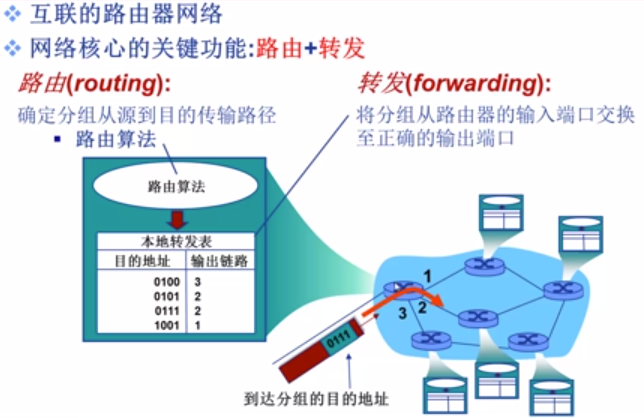 互联的路由器网络
网络核心的关键功能:路由+转发
路由(routing):
确定分组从源到目的传输路径
路由算法
转发(forwarding):
将分组从路由器的输入端口交换
至正确的输出端口
路由算法
本地转发表
目的地址 输出链路
0100 3
0101 2
0111 2
1001 1
1
2
3
0111
到达分组的目的地址